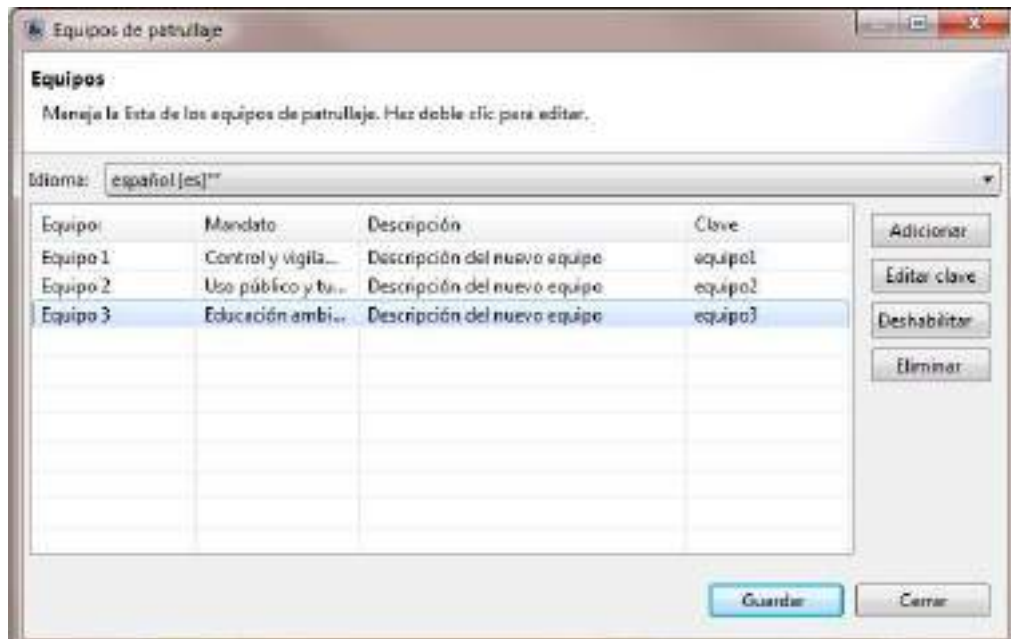 Equipos de patrullaje
Equipos
Maneja la lista de los equipos de patrullaje. Haz doble clic para editar.
Idioma: español [es]**
Equipo Mandato Descripción Clave
Equipo 1 Control y vigila... Descripción del nuevo equipo equipo1
Equipo 2 Uso público y tu... Descripción del nuevo equipo equipo2
Equipo 3 Educación ambi... Descripción del nuevo equipo equipo3
Adicionar
Editar clave
Deshabilitar
Eliminar
Guardar Cerrar